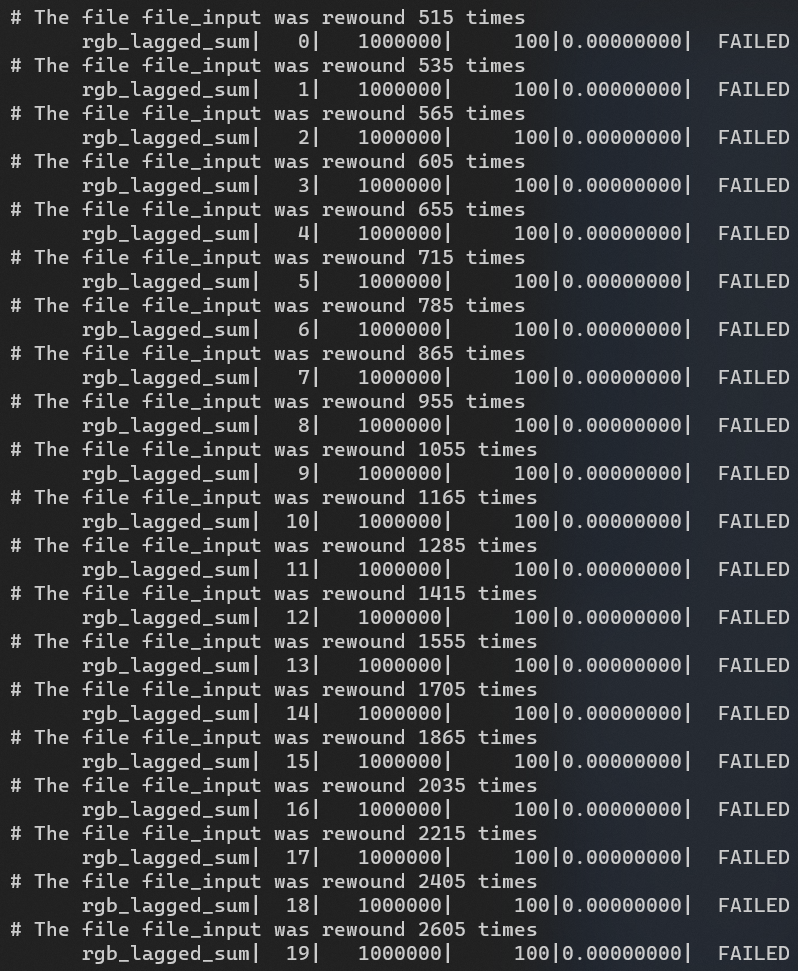 # The file file_input was rewound 515 times
rgb_lagged_sum|   0|   1000000|     100|0.00000000|  FAILED
# The file file_input was rewound 535 times
rgb_lagged_sum|   1|   1000000|     100|0.00000000|  FAILED
# The file file_input was rewound 565 times
rgb_lagged_sum|   2|   1000000|     100|0.00000000|  FAILED
# The file file_input was rewound 605 times
rgb_lagged_sum|   3|   1000000|     100|0.00000000|  FAILED
# The file file_input was rewound 655 times
rgb_lagged_sum|   4|   1000000|     100|0.00000000|  FAILED
# The file file_input was rewound 715 times
rgb_lagged_sum|   5|   1000000|     100|0.00000000|  FAILED
# The file file_input was rewound 785 times
rgb_lagged_sum|   6|   1000000|     100|0.00000000|  FAILED
# The file file_input was rewound 865 times
rgb_lagged_sum|   7|   1000000|     100|0.00000000|  FAILED
# The file file_input was rewound 955 times
rgb_lagged_sum|   8|   1000000|     100|0.00000000|  FAILED
# The file file_input was rewound 1055 times
rgb_lagged_sum|   9|   1000000|     100|0.00000000|  FAILED
# The file file_input was rewound 1165 times
rgb_lagged_sum|  10|   1000000|     100|0.00000000|  FAILED
# The file file_input was rewound 1285 times
rgb_lagged_sum|  11|   1000000|     100|0.00000000|  FAILED
# The file file_input was rewound 1415 times
rgb_lagged_sum|  12|   1000000|     100|0.00000000|  FAILED
# The file file_input was rewound 1555 times
rgb_lagged_sum|  13|   1000000|     100|0.00000000|  FAILED
# The file file_input was rewound 1705 times
rgb_lagged_sum|  14|   1000000|     100|0.00000000|  FAILED
# The file file_input was rewound 1865 times
rgb_lagged_sum|  15|   1000000|     100|0.00000000|  FAILED
# The file file_input was rewound 2035 times
rgb_lagged_sum|  16|   1000000|     100|0.00000000|  FAILED
# The file file_input was rewound 2215 times
rgb_lagged_sum|  17|   1000000|     100|0.00000000|  FAILED
# The file file_input was rewound 2405 times
rgb_lagged_sum|  18|   1000000|     100|0.00000000|  FAILED
# The file file_input was rewound 2605 times
rgb_lagged_sum|  19|   1000000|     100|0.00000000|  FAILED